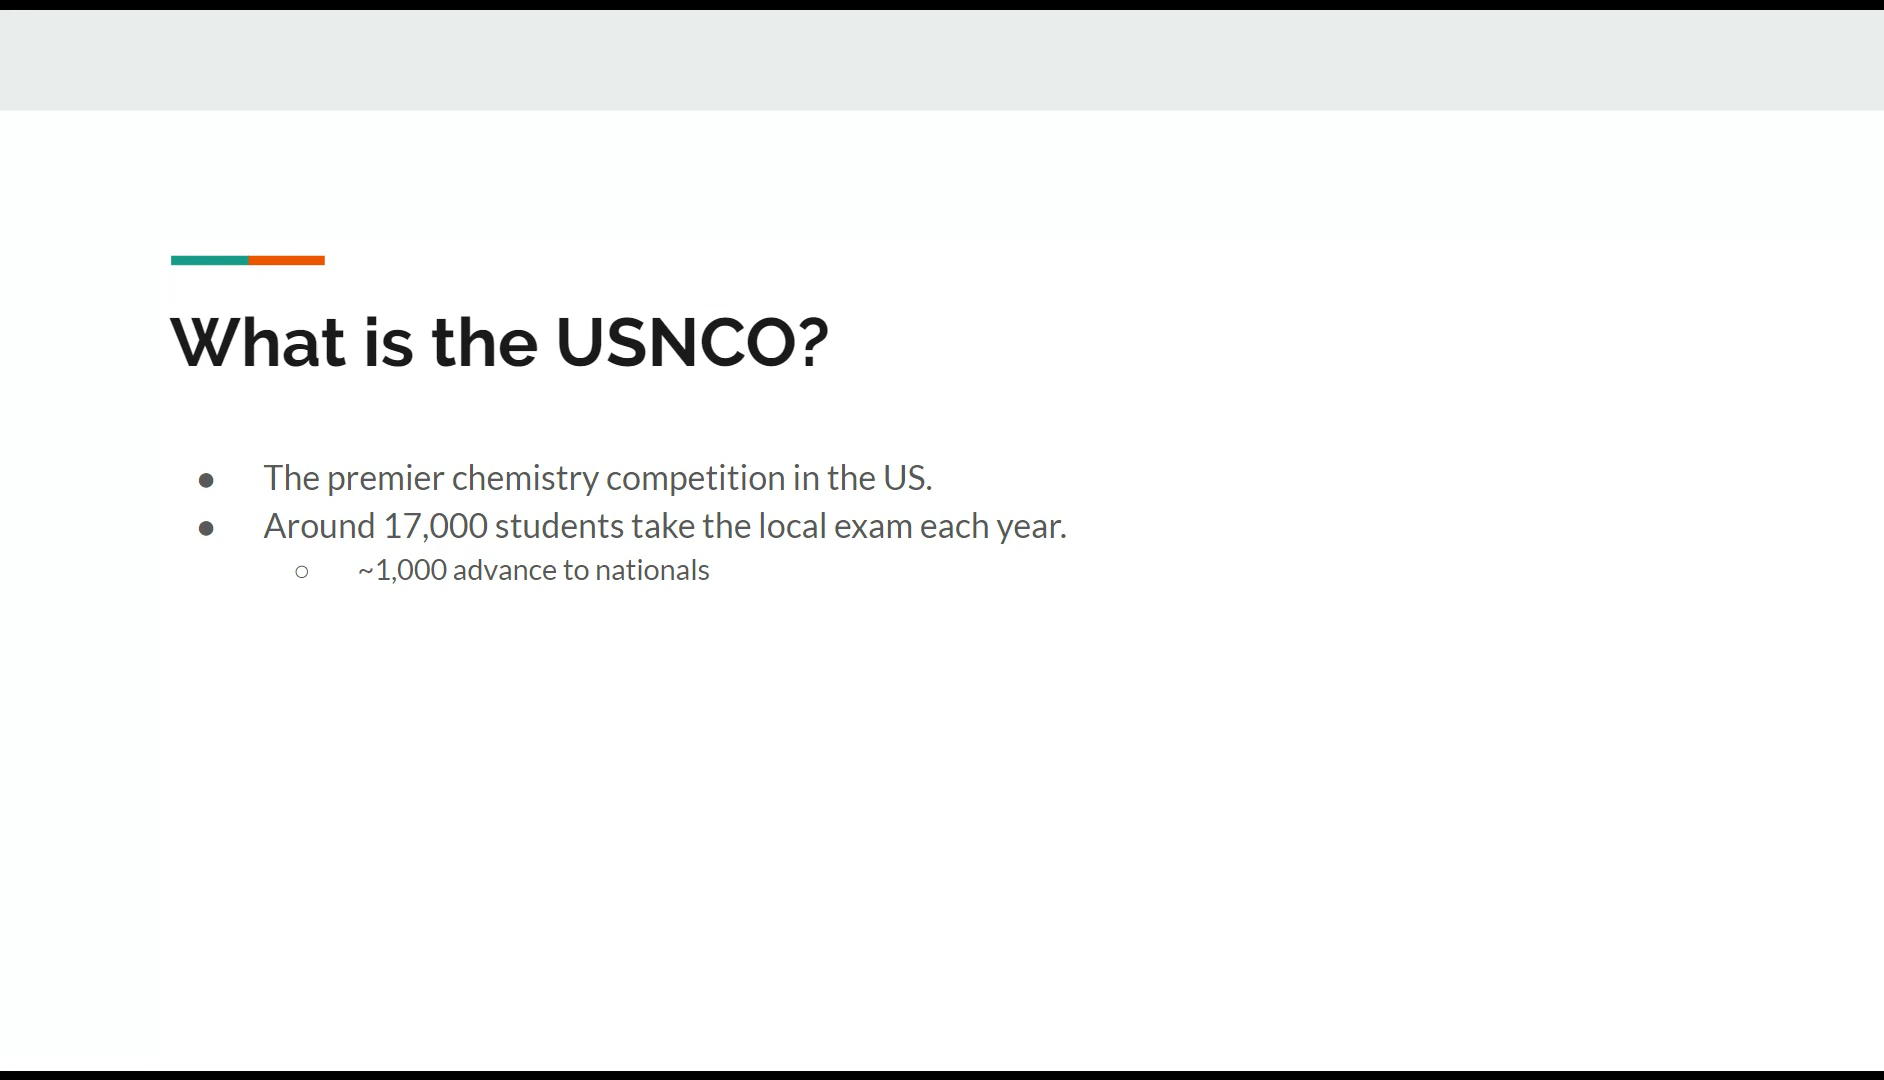 What is the USNCO?
● The premier chemistry competition in the US.
● Around 17,000 students take the local exam each year.
○ ~1,000 advance to nationals